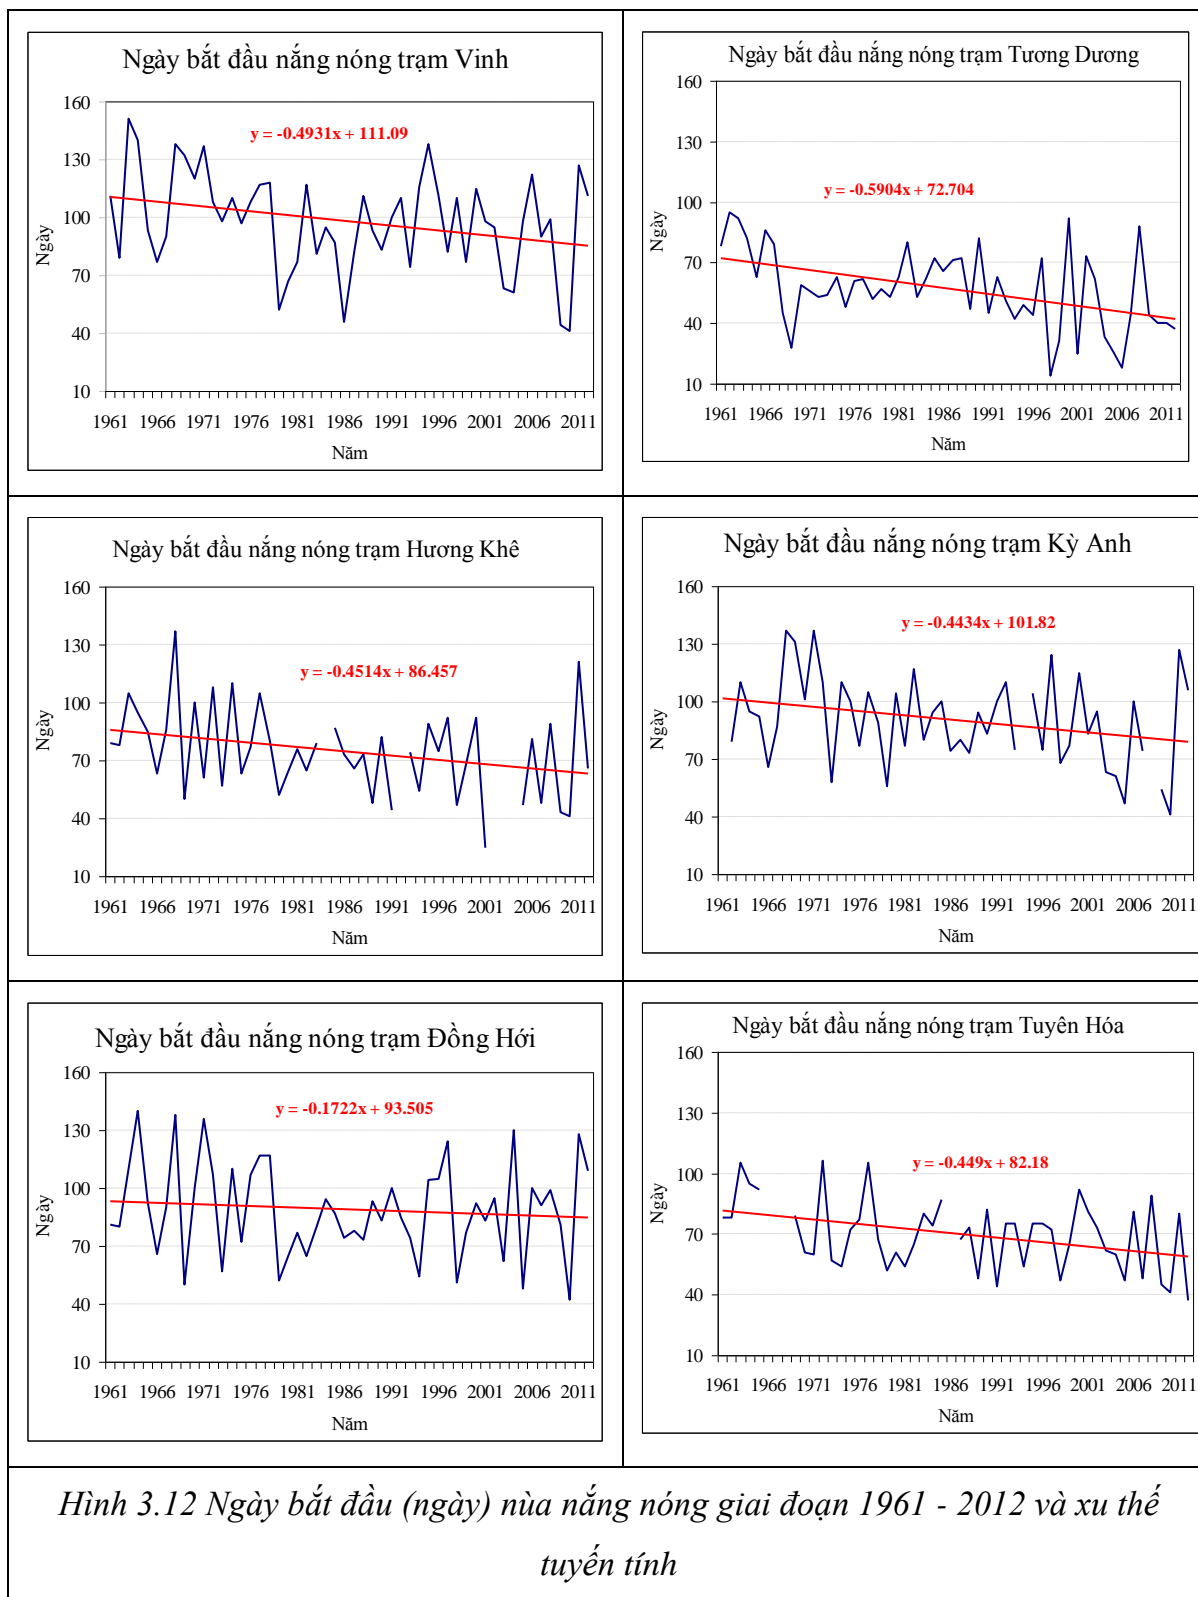 Ngày bắt đầu nắng nóng trạm Vinh
160
130
100
70
40
10
Ngày
y = -0.4931x + 111.09
1961 1966 1971 1976 1981 1986 1991 1996 2001 2006 2011
Năm
Ngày bắt đầu nắng nóng trạm Tương Dương
160
130
100
70
40
10
Ngày
y = -0.5904x + 72.704
1961 1966 1971 1976 1981 1986 1991 1996 2001 2006 2011
Năm
Ngày bắt đầu nắng nóng trạm Hương Khê
160
130
100
70
40
10
Ngày
y = -0.4514x + 86.457
1961 1966 1971 1976 1981 1986 1991 1996 2001 2006 2011
Năm
Ngày bắt đầu nắng nóng trạm Kỳ Anh
160
130
100
70
40
10
Ngày
y = -0.4434x + 101.82
1961 1966 1971 1976 1981 1986 1991 1996 2001 2006 2011
Năm
Ngày bắt đầu nắng nóng trạm Đồng Hới
160
130
100
70
40
10
Ngày
y = -0.1722x + 93.505
1961 1966 1971 1976 1981 1986 1991 1996 2001 2006 2011
Năm
Ngày bắt đầu nắng nóng trạm Tuyên Hóa
160
130
100
70
40
10
Ngày
y = -0.449x + 82.18
1961 1966 1971 1976 1981 1986 1991 1996 2001 2006 2011
Năm
Hình 3.12 Ngày bắt đầu (ngày) nùa nắng nóng giai đoạn 1961 - 2012 và xu thế
tuyến tính